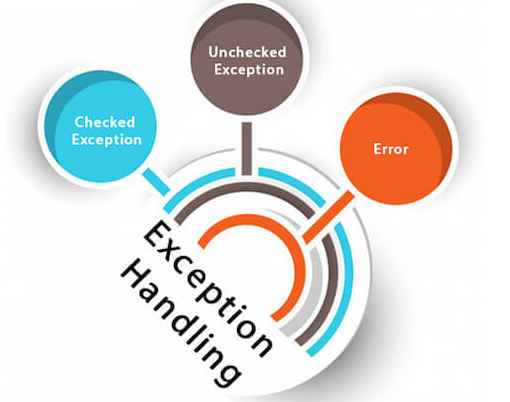 Unchecked
Exception
Checked
Exception
Error
Exception
Handling